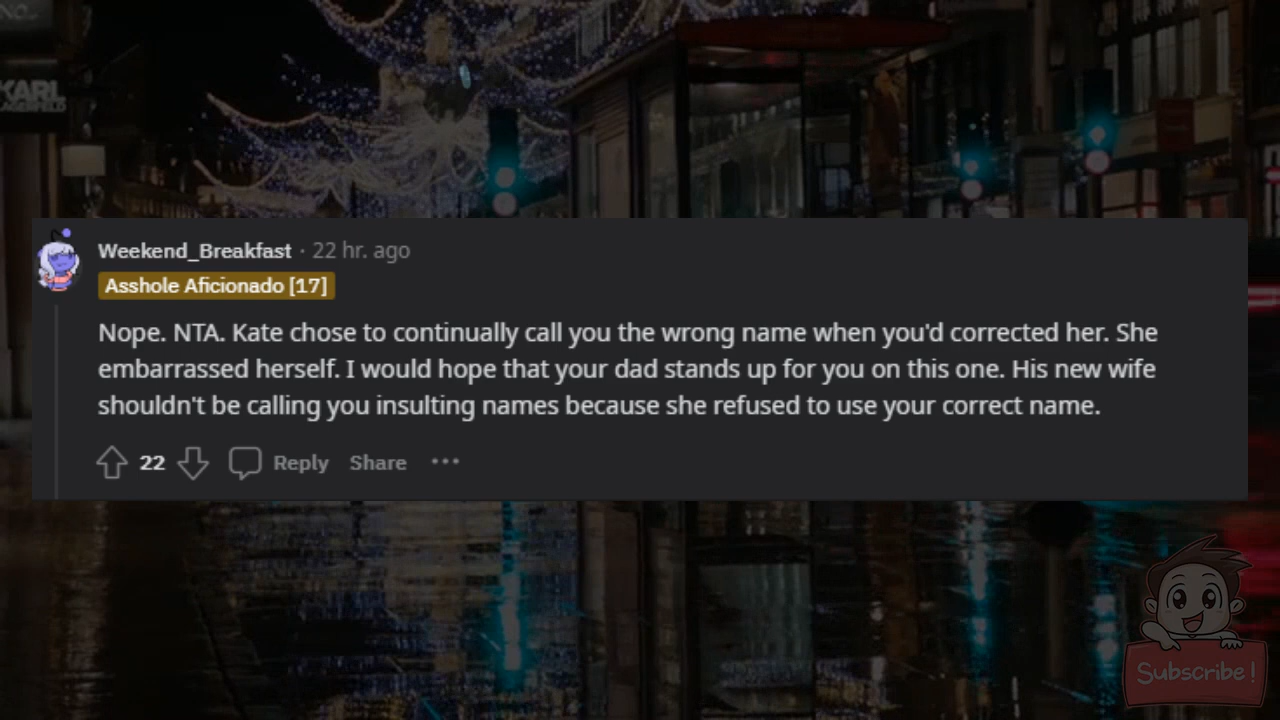 KARL
LAGERFELD
Weekend_Breakfast · 22 hr. ago
Asshole Aficionado [17]
Nope. NTA. Kate chose to continually call you the wrong name when you'd corrected her. She
embarrassed herself. I would hope that your dad stands up for you on this one. His new wife
shouldn't be calling you insulting names because she refused to use your correct name.
22 Reply Share ···
Subscribe!